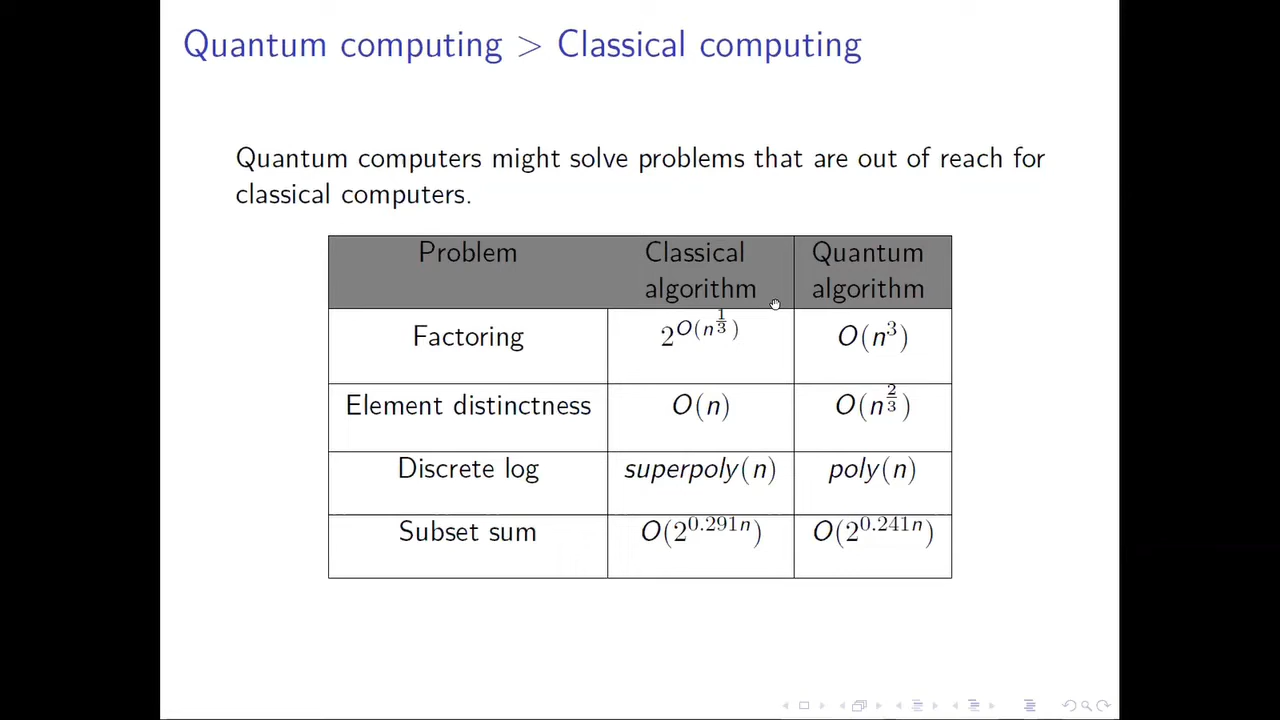 Quantum computing > Classical computing
Quantum computers might solve problems that are out of reach for
classical computers.
Problem Classical algorithm Quantum algorithm
Factoring 2^{O(n^{1/3})} O(n^3)
Element distinctness O(n) O(n^{2/3})
Discrete log superpoly(n) poly(n)
Subset sum O(2^{0.291n}) O(2^{0.241n})